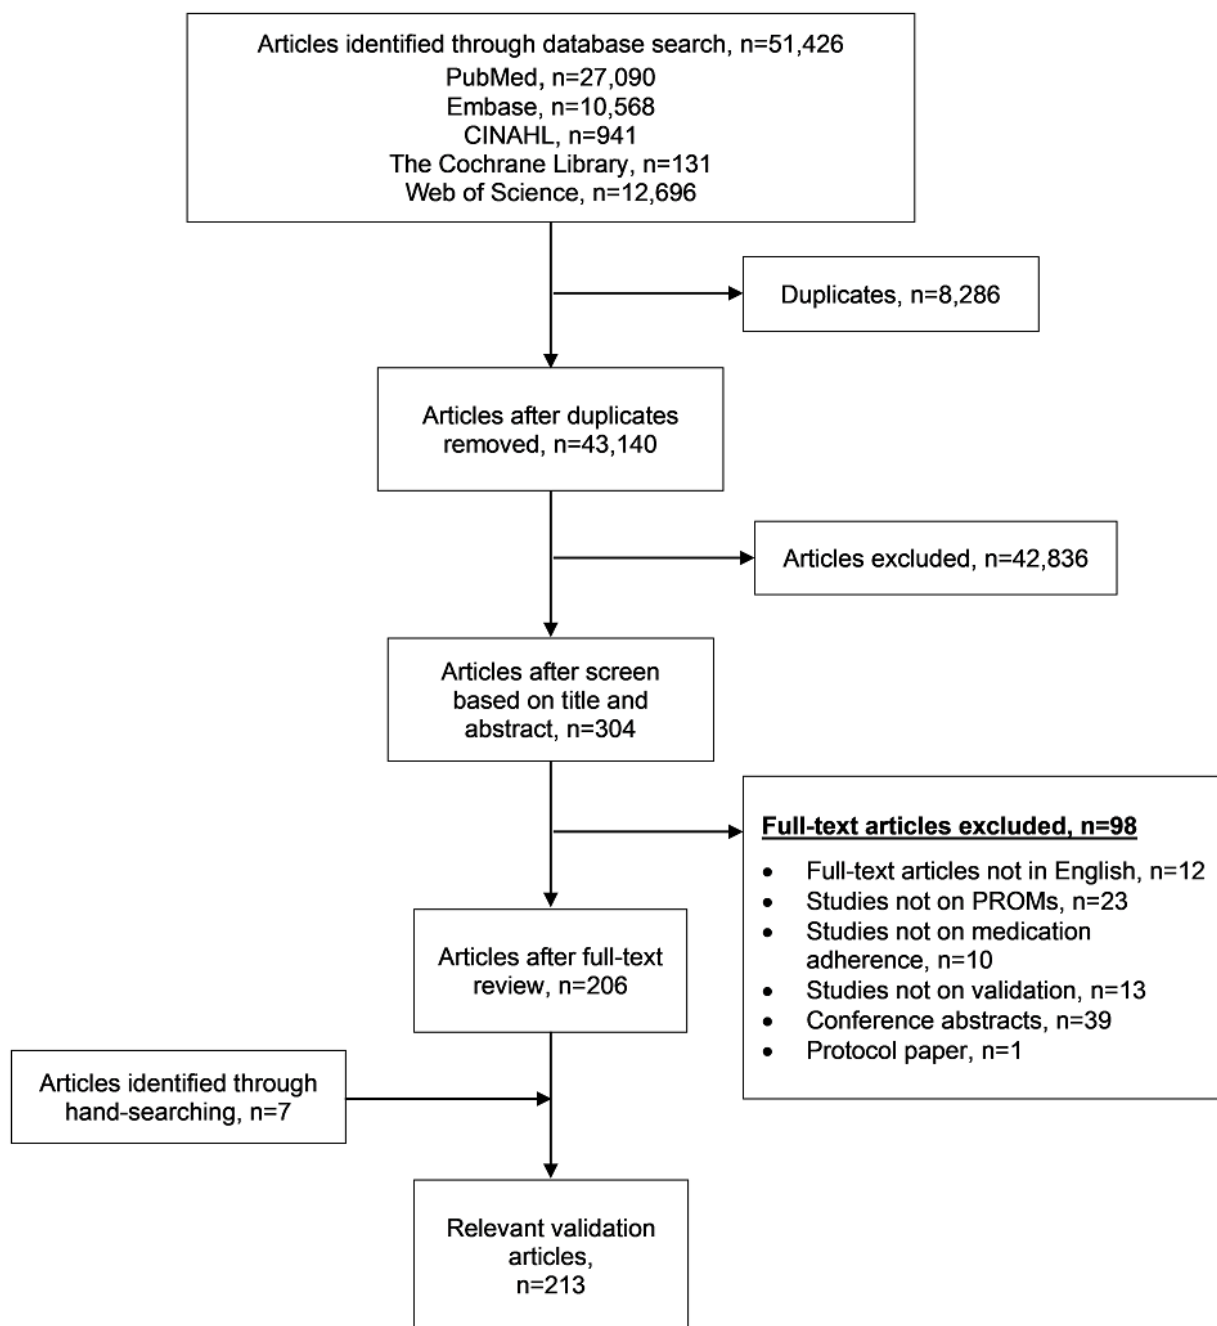 Articles identified through database search, n=51,426
PubMed, n=27,090
Embase, n=10,568
CINAHL, n=941
The Cochrane Library, n=131
Web of Science, n=12,696
Duplicates, n=8,286
Articles after duplicates
removed, n=43,140
Articles excluded, n=42,836
Articles after screen
based on title and
abstract, n=304
Full-text articles excluded, n=98
• Full-text articles not in English, n=12
• Studies not on PROMs, n=23
• Studies not on medication
adherence, n=10
• Studies not on validation, n=13
• Conference abstracts, n=39
• Protocol paper, n=1
Articles after full-text
review, n=206
Articles identified through
hand-searching, n=7
Relevant validation
articles,
n=213